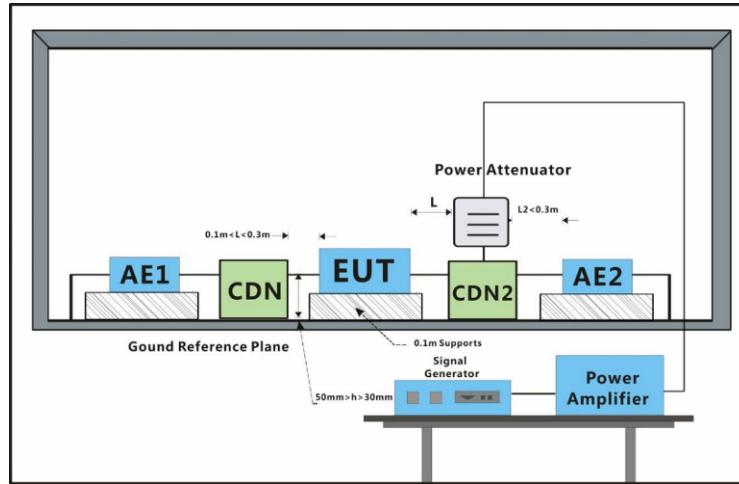 Power Attenuator
L
L2<0.3m
0.1m<L<0.3m
AE1
CDN
EUT
CDN2
AE2
Gound Reference Plane
0.1m Supports
50mm>h>30mm
Signal
Generator
Power
Amplifier